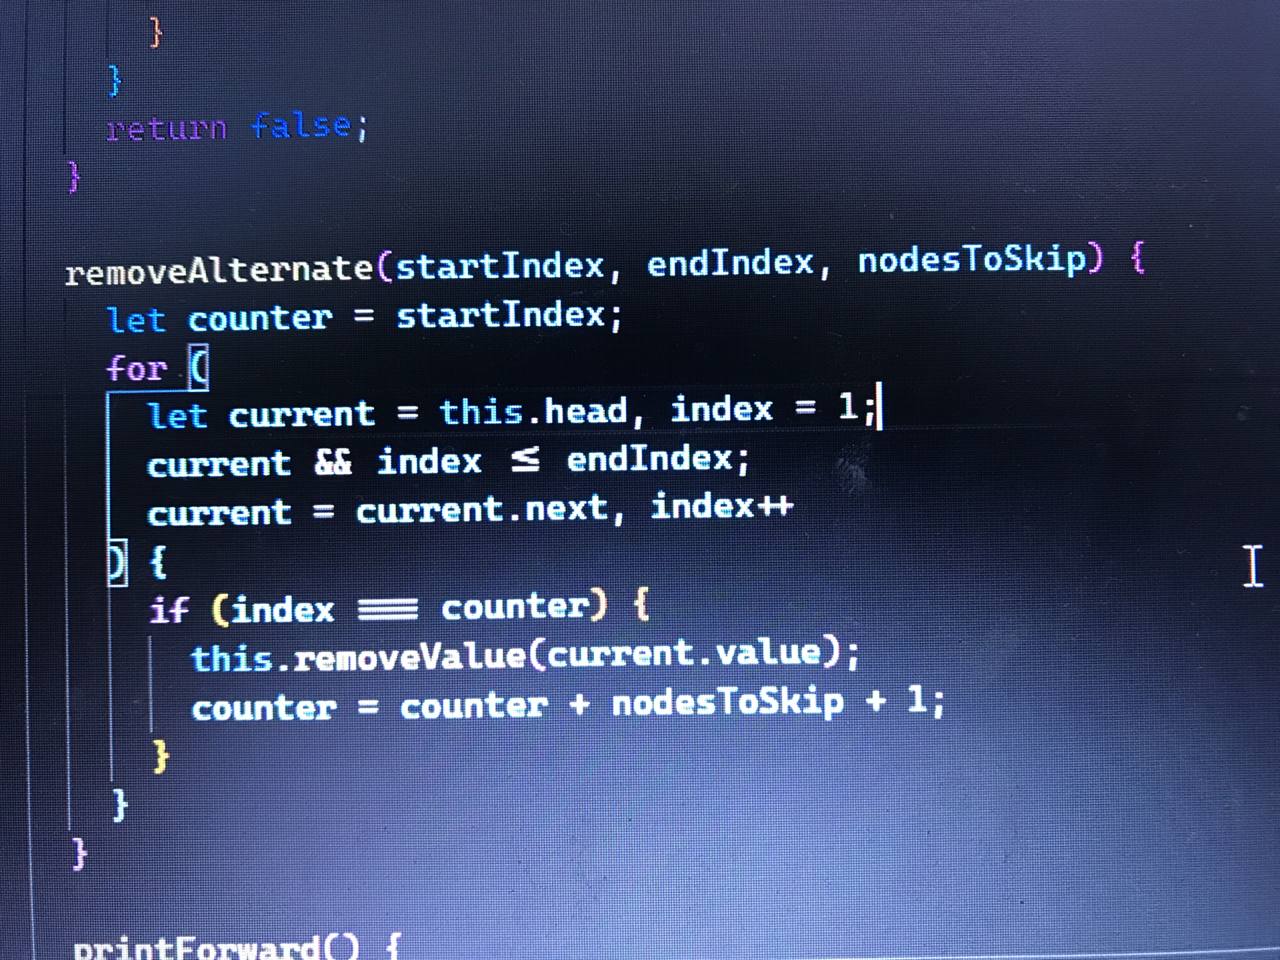 }
}
return false;
}
removeAlternate(startIndex, endIndex, nodesToSkip) {
let counter = startIndex;
for (
let current = this.head, index = 1;
current && index <= endIndex;
current = current.next, index++
) {
if (index === counter) {
this.removeValue(current.value);
counter = counter + nodesToSkip + 1;
}
}
}
printForward() {